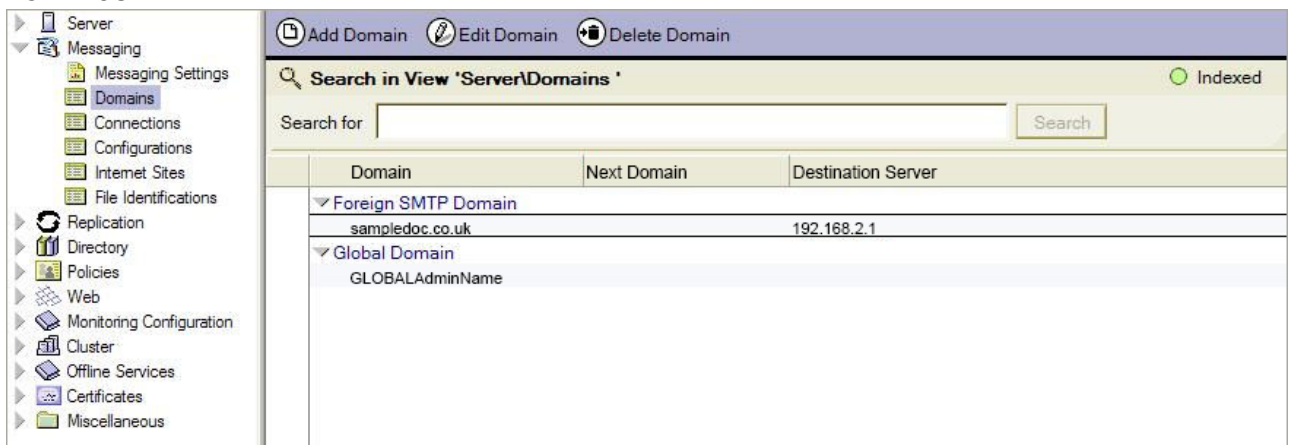 Server
Messaging
Messaging Settings
Domains
Connections
Configurations
Internet Sites
File Identifications
Replication
Directory
Policies
Web
Monitoring Configuration
Cluster
Offline Services
Certificates
Miscellaneous
Add Domain Edit Domain Delete Domain
Search in View 'Server\Domains ' Indexed
Search for Search
Domain Next Domain Destination Server
Foreign SMTP Domain
sampledoc.co.uk 192.168.2.1
Global Domain
GLOBALAdminName